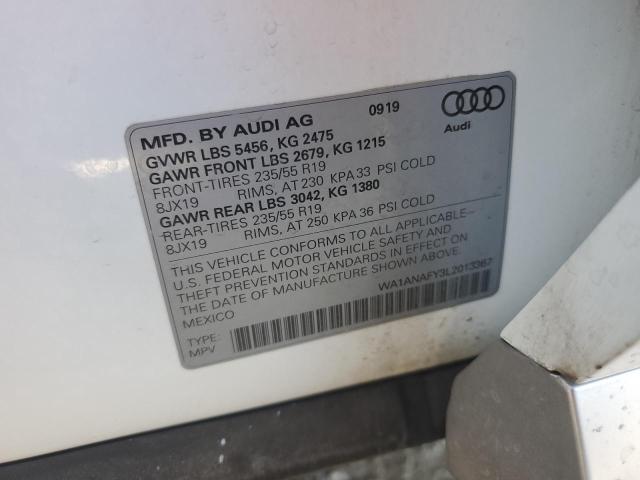 MFD. BY AUDI AG 0919
Audi
GVWR LBS 5456, KG 2475
GAWR FRONT LBS 2679, KG 1215
FRONT-TIRES 235/55 R19
8JX19 RIMS, AT 230 KPA 33 PSI COLD
GAWR REAR LBS 3042, KG 1380
REAR-TIRES 235/55 R19
8JX19 RIMS, AT 250 KPA 36 PSI COLD
THIS VEHICLE CONFORMS TO ALL APPLICABLE
U.S. FEDERAL MOTOR VEHICLE SAFETY AND
THEFT PREVENTION STANDARDS IN EFFECT ON
THE DATE OF MANUFACTURE SHOWN ABOVE.
MEXICO WA1ANAFY3L2013367
TYPE:
MPV